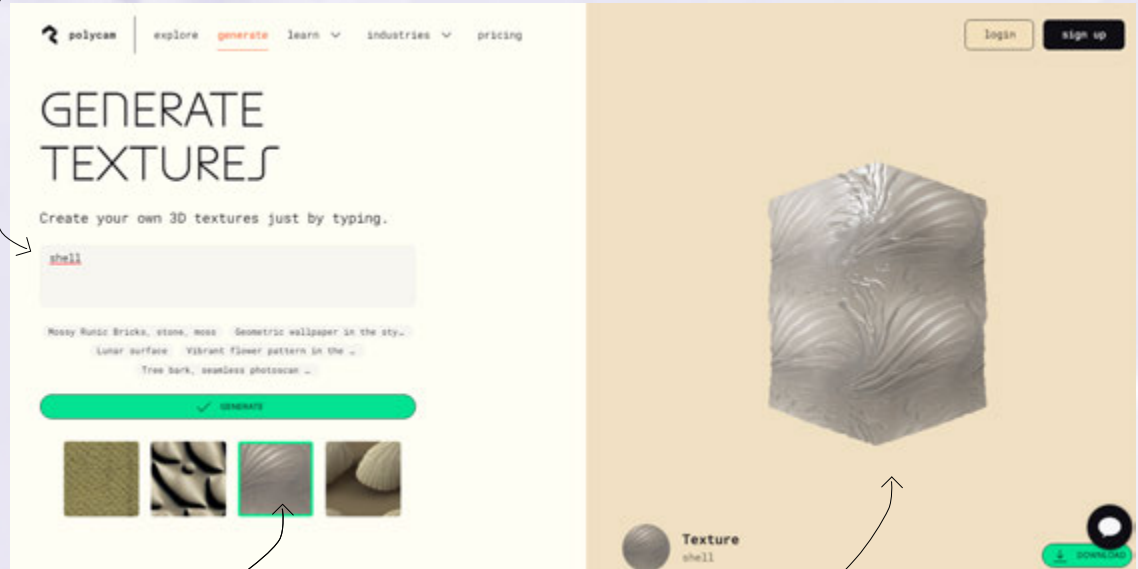 polycam explore generate learn industries pricing login sign up
GENERATE
TEXTURES
Create your own 3D textures just by typing.
shell
Mossy Runic Bricks, stone, moss Geometric wallpaper in the sty…
Lunar surface Vibrant flower pattern in the …
Tree bark, seamless photoscan …
GENERATE
Texture
shell
DOWNLOAD